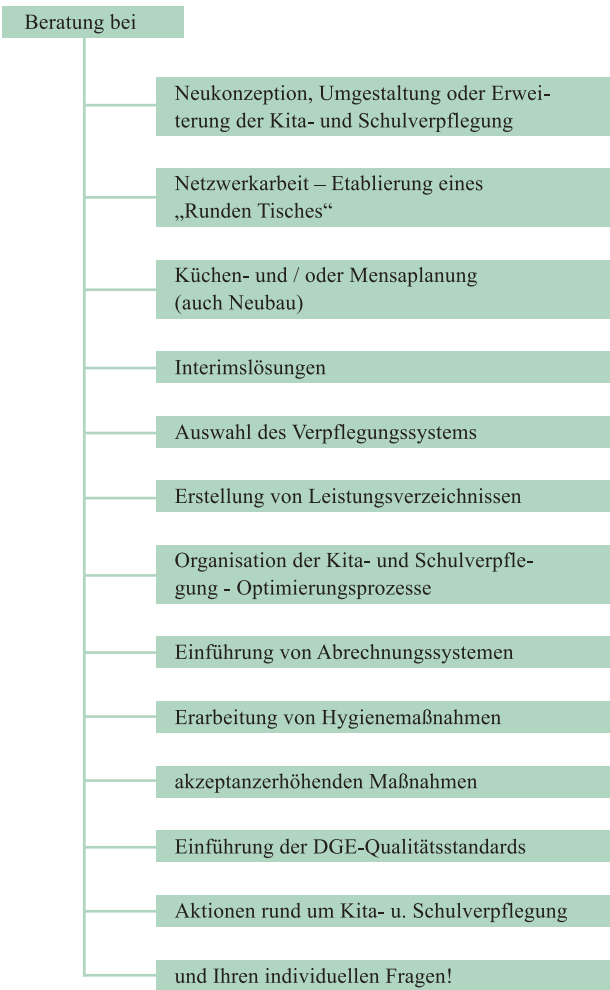 Beratung bei
Neukonzeption, Umgestaltung oder Erwei-
terung der Kita- und Schulverpflegung
Netzwerkarbeit – Etablierung eines
„Runden Tisches“
Küchen- und / oder Mensaplanung
(auch Neubau)
Interimslösungen
Auswahl des Verpflegungssystems
Erstellung von Leistungsverzeichnissen
Organisation der Kita- und Schulverpfle-
gung - Optimierungsprozesse
Einführung von Abrechnungssystemen
Erarbeitung von Hygienemaßnahmen
akzeptanzerhöhenden Maßnahmen
Einführung der DGE-Qualitätsstandards
Aktionen rund um Kita- u. Schulverpflegung
und Ihren individuellen Fragen!